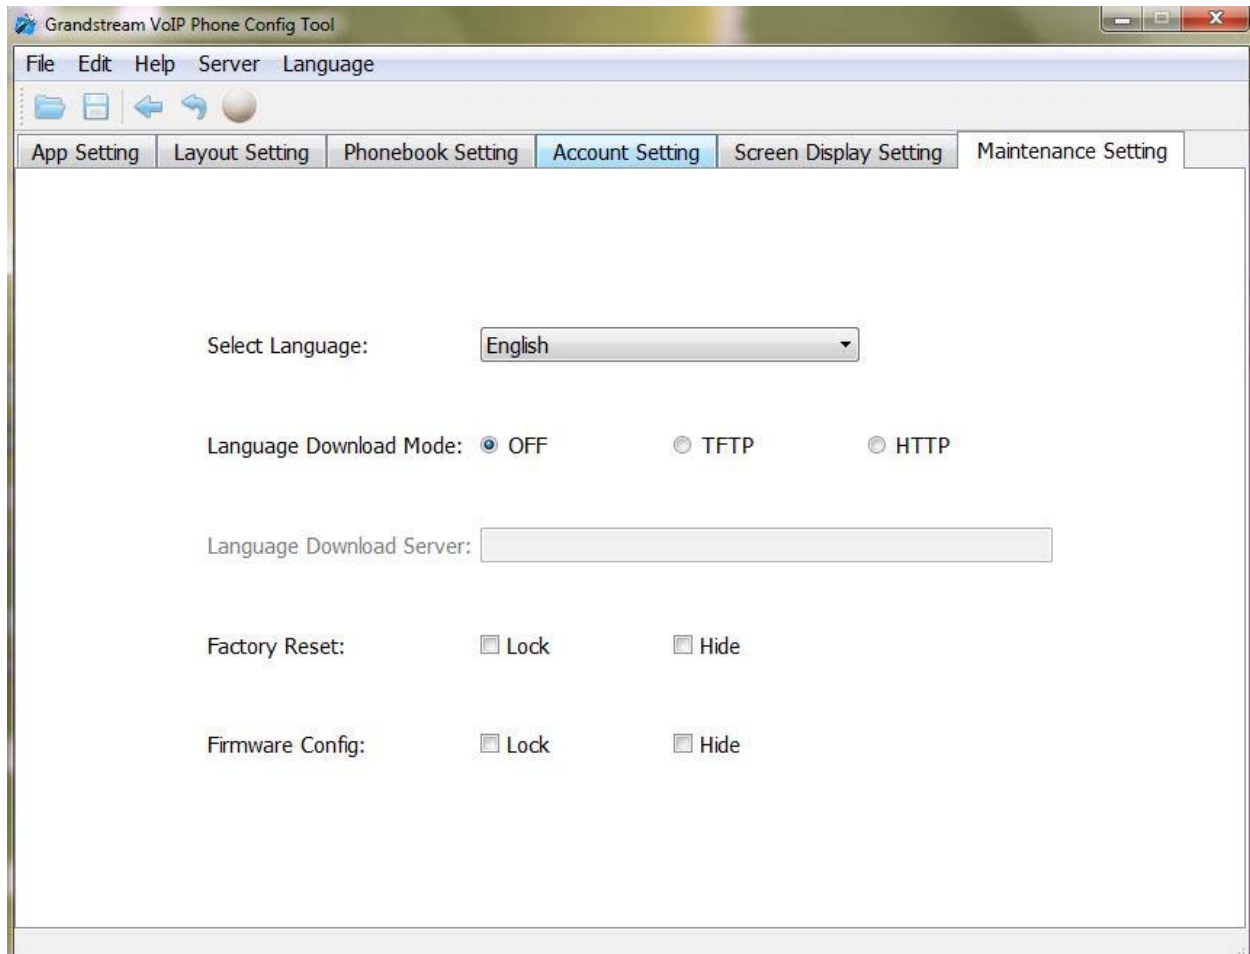 Grandstream VoIP Phone Config Tool
File Edit Help Server Language
App Setting Layout Setting Phonebook Setting Account Setting Screen Display Setting Maintenance Setting
Select Language: English
Language Download Mode: OFF TFTP HTTP
Language Download Server:
Factory Reset: Lock Hide
Firmware Config: Lock Hide